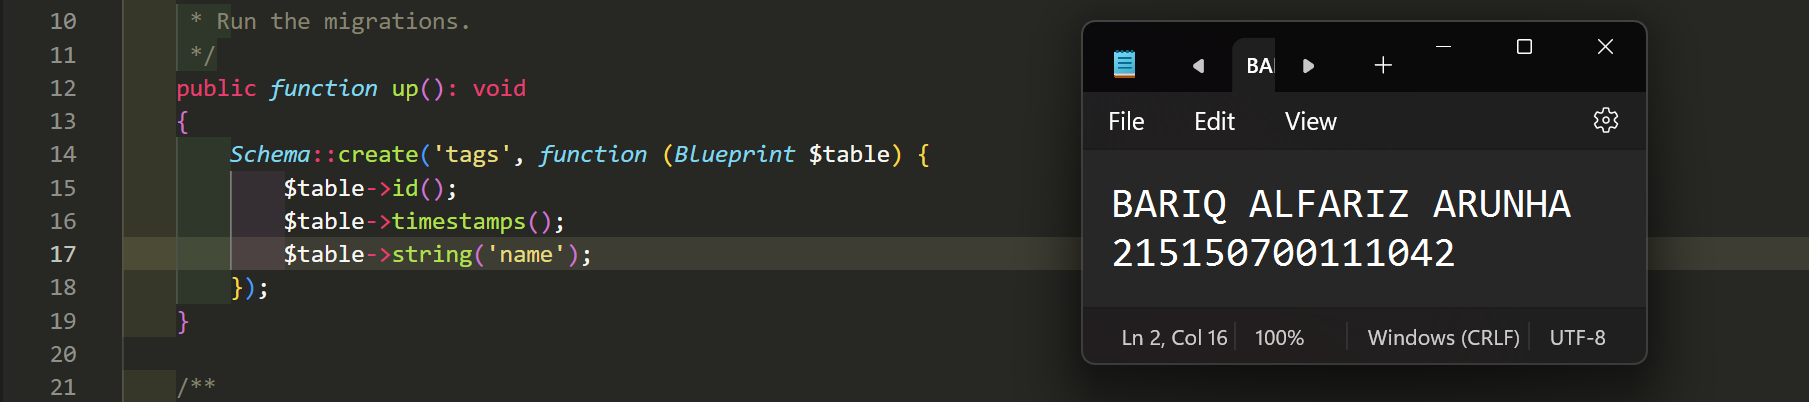 10 * Run the migrations.
11 */
12 public function up(): void
13 {
14 Schema::create('tags', function (Blueprint $table) {
15 $table->id();
16 $table->timestamps();
17 $table->string('name');
18 });
19 }
20
21 /**
BA
File Edit View
BARIQ ALFARIZ ARUNHA
215150700111042
Ln 2, Col 16 100% Windows (CRLF) UTF-8